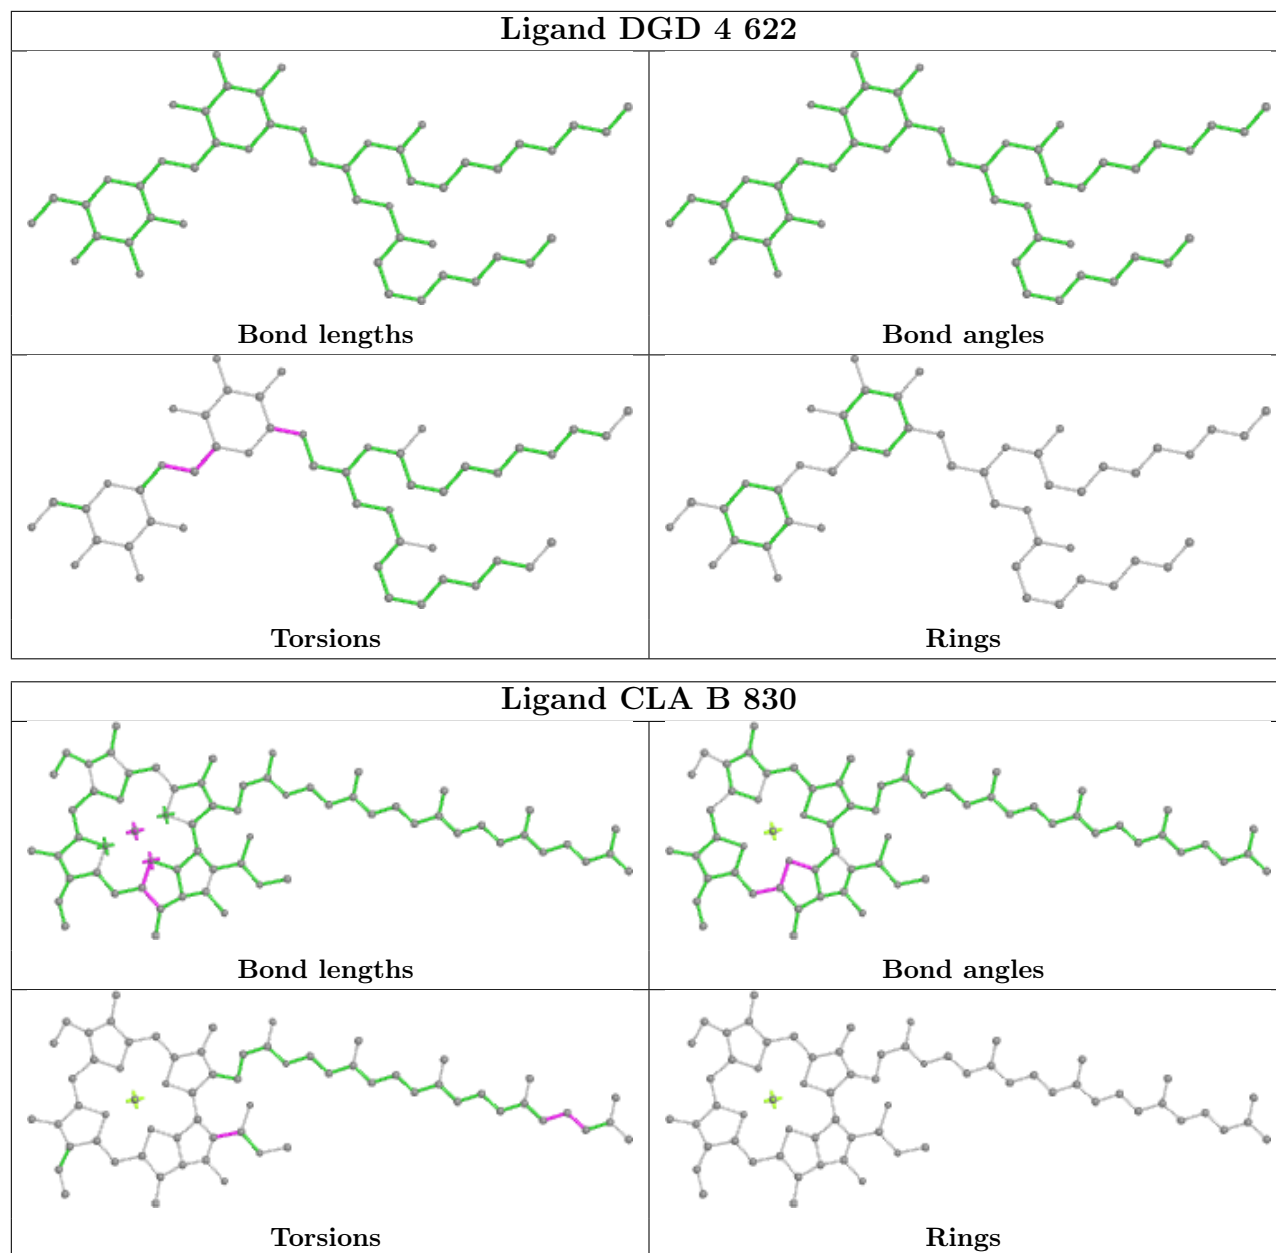 Ligand DGD 4 622
Bond lengths
Bond angles
Torsions
Rings
Ligand CLA B 830
Bond lengths
Bond angles
Torsions
Rings